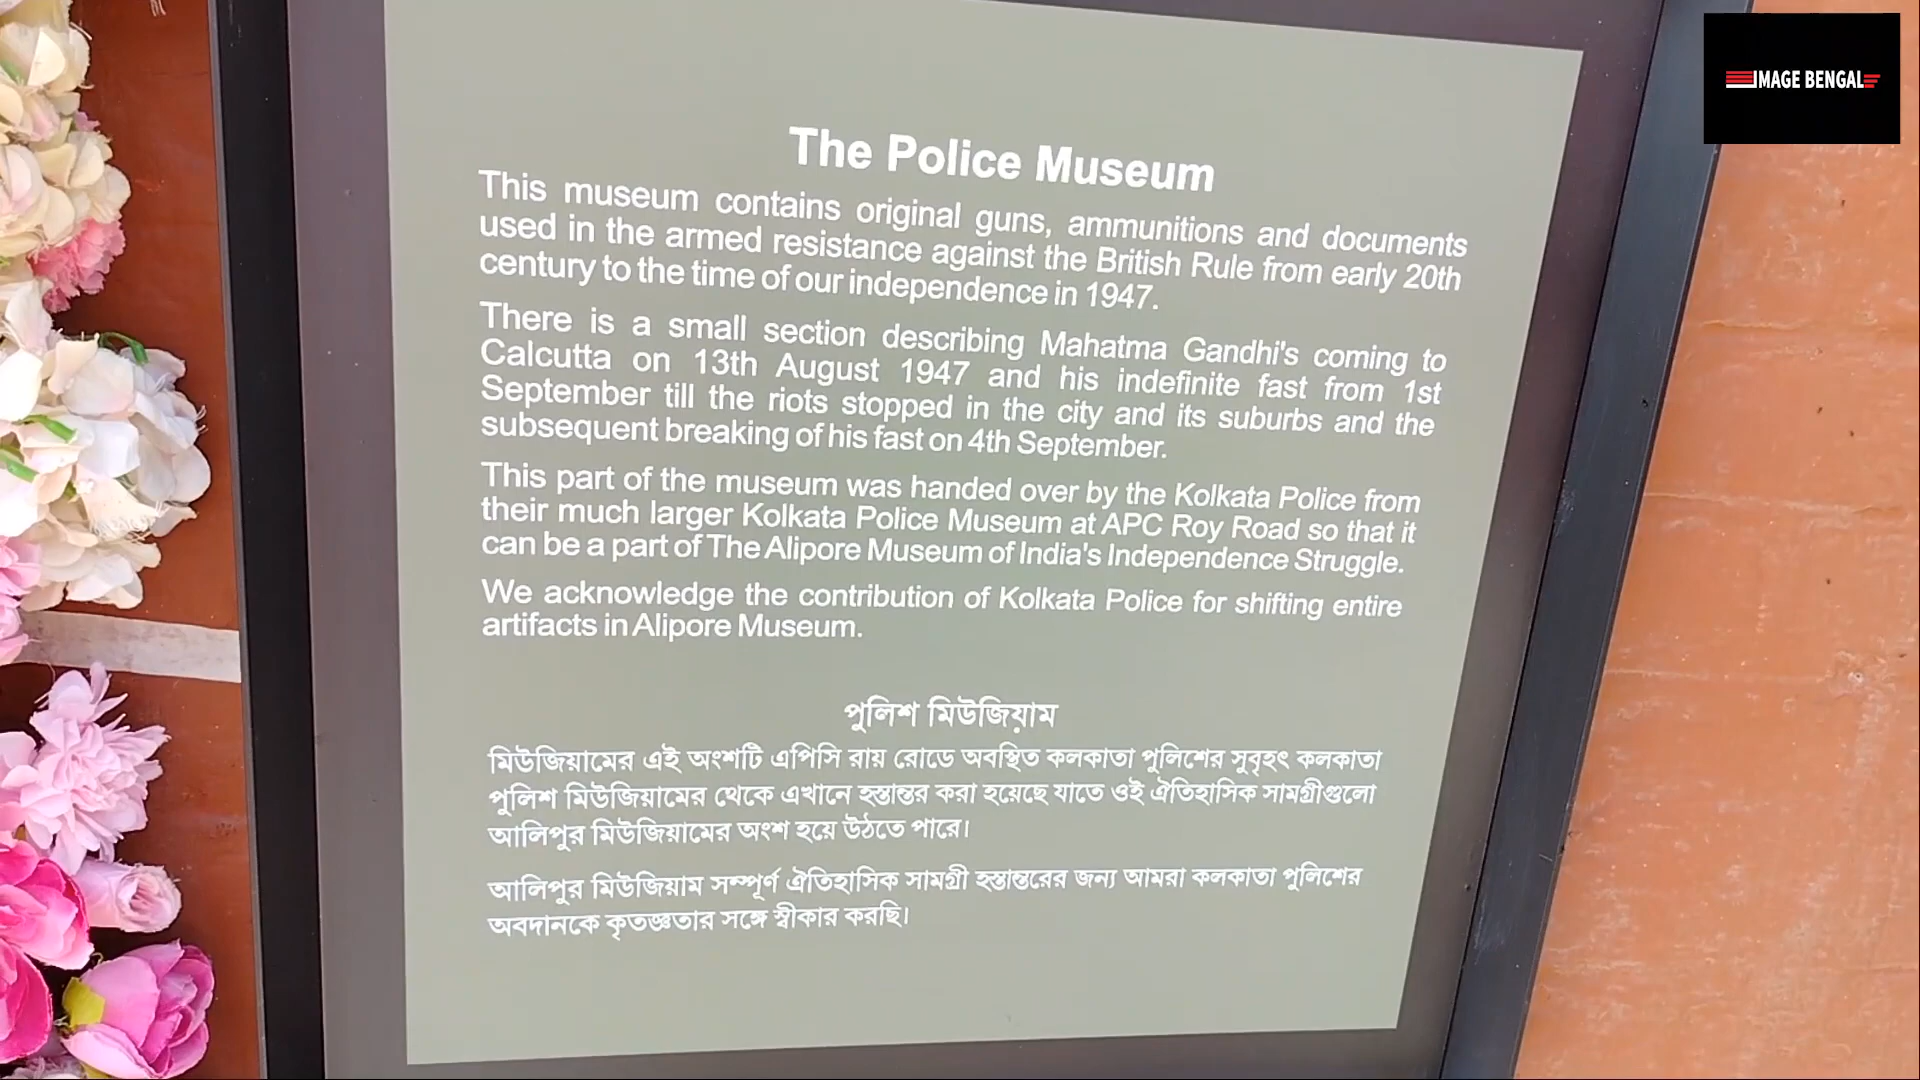 IMAGE BENGAL
The Police Museum
This museum contains original guns, ammunitions and documents
used in the armed resistance against the British Rule from early 20th
century to the time of our independence in 1947.
There is a small section describing Mahatma Gandhi's coming to
Calcutta on 13th August 1947 and his indefinite fast from 1st
September till the riots stopped in the city and its suburbs and the
subsequent breaking of his fast on 4th September.
This part of the museum was handed over by the Kolkata Police from
their much larger Kolkata Police Museum at APC Roy Road so that it
can be a part of The Alipore Museum of India's Independence Struggle.
We acknowledge the contribution of Kolkata Police for shifting entire
artifacts in Alipore Museum.
পুলিশ মিউজিয়াম
মিউজিয়ামের এই অংশটি এপিসি রায় রোডে অবস্থিত কলকাতা পুলিশের সুবৃহৎ কলকাতা
পুলিশ মিউজিয়ামের থেকে এখানে হস্তান্তর করা হয়েছে যাতে ওই ঐতিহাসিক সামগ্রীগুলো
আলিপুর মিউজিয়ামের অংশ হয়ে উঠতে পারে।
আলিপুর মিউজিয়াম সম্পূর্ণ ঐতিহাসিক সামগ্রী হস্তান্তরের জন্য আমরা কলকাতা পুলিশের
অবদানকে কৃতজ্ঞতার সঙ্গে স্বীকার করছি।